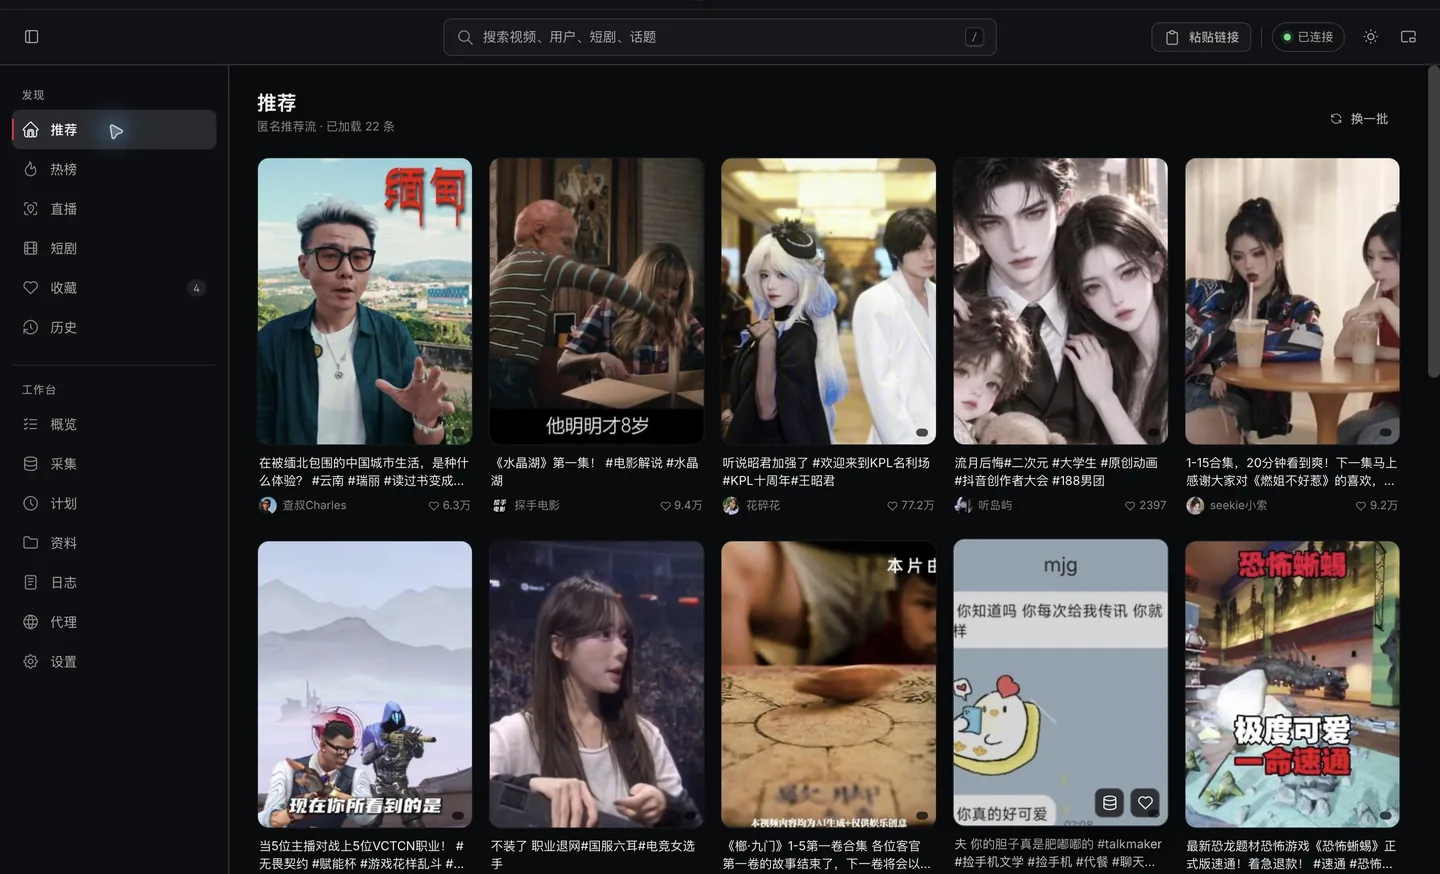 搜索视频、用户、短剧、话题
/
粘贴链接
已连接
发现
推荐
热榜
直播
短剧
收藏
4
历史
工作台
概览
采集
计划
资料
日志
代理
设置
推荐
匿名推荐流 · 已加载 22 条
换一批
缅甸
他明明才8岁
在被缅北包围的中国城市生活，是种什
么体验？ #云南 #瑞丽 #读过书变成...
查叔Charles
6.3万
《水晶湖》第一集！ #电影解说 #水晶
湖
探手电影
9.4万
听说昭君加强了 #欢迎来到KPL名利场
#KPL十周年#王昭君
花碎花
77.2万
流月后悔#二次元 #大学生 #原创动画
#抖音创作者大会 #188男团
听岛屿
2397
1-15合集，20分钟看到爽！下一集马上
感谢大家对《燃姐不好惹》的喜欢，...
seekie小索
9.2万
现在你所看到的是
本片由
本视频内容均为AI生成+仅供娱乐创意
mjg
你知道吗 你每次给我传讯 你就
样
你真的好可爱
恐怖蜥蜴
极度可爱
一命速通
当5位主播对战上5位VCTCN职业！ #
无畏契约 #赋能杯 #游戏花样乱斗 #...
不装了 职业退网#国服六耳#电竞女选
手
《榔·九门》1-5第一卷合集 各位客官
第一卷的故事结束了，下一卷将会以...
夫 你的胆子真是肥嘟嘟的 #talkmaker
#捡手机文学 #捡手机 #代餐 #聊天...
最新恐龙题材恐怖游戏《恐怖蜥蜴》正
式版速通！着急退款！ #速通 #恐怖...